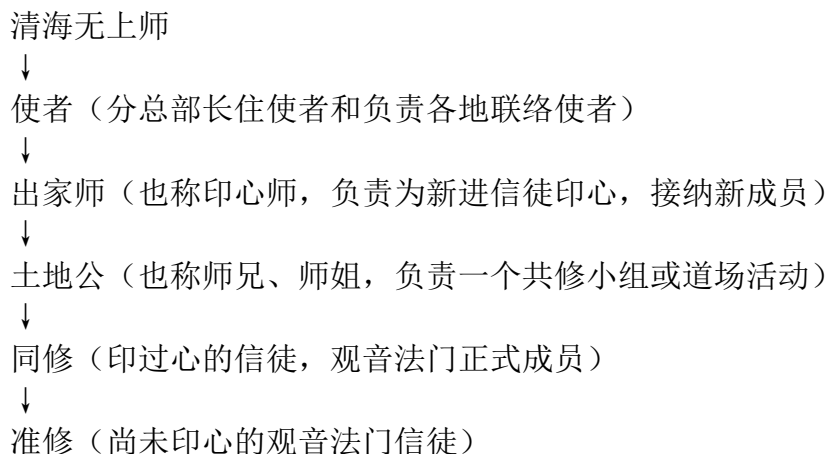 清海无上师
↓
使者（分总部长住使者和负责各地联络使者）
↓
出家师（也称印心师，负责为新进信徒印心，接纳新成员）
↓
土地公（也称师兄、师姐，负责一个共修小组或道场活动）
↓
同修（印过心的信徒，观音法门正式成员）
↓
准修（尚未印心的观音法门信徒）